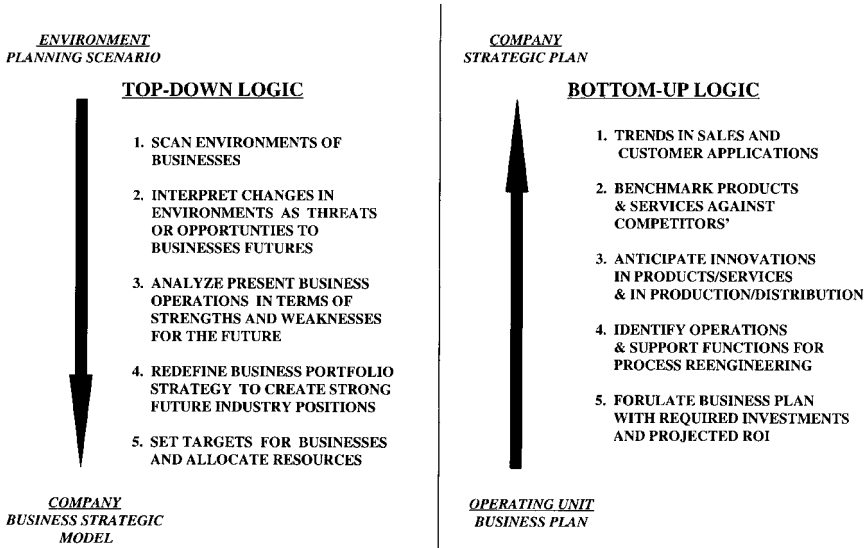 ENVIRONMENT
PLANNING SCENARIO
TOP-DOWN LOGIC
1. SCAN ENVIRONMENTS OF
BUSINESSES
2. INTERPRET CHANGES IN
ENVIRONMENTS AS THREATS
OR OPPORTUNTIES TO
BUSINESSES FUTURES
3. ANALYZE PRESENT BUSINESS
OPERATIONS IN TERMS OF
STRENGTHS AND WEAKNESSES
FOR THE FUTURE
4. REDEFINE BUSINESS PORTFOLIO
STRATEGY TO CREATE STRONG
FUTURE INDUSTRY POSITIONS
5. SET TARGETS FOR BUSINESSES
AND ALLOCATE RESOURCES
COMPANY
BUSINESS STRATEGIC
MODEL
COMPANY
STRATEGIC PLAN
BOTTOM-UP LOGIC
1. TRENDS IN SALES AND
CUSTOMER APPLICATIONS
2. BENCHMARK PRODUCTS
& SERVICES AGAINST
COMPETITORS'
3. ANTICIPATE INNOVATIONS
IN PRODUCTS/SERVICES
& IN PRODUCTION/DISTRIBUTION
4. IDENTIFY OPERATIONS
& SUPPORT FUNCTIONS FOR
PROCESS REENGINEERING
5. FORULATE BUSINESS PLAN
WITH REQUIRED INVESTMENTS
AND PROJECTED ROI
OPERATING UNIT
BUSINESS PLAN